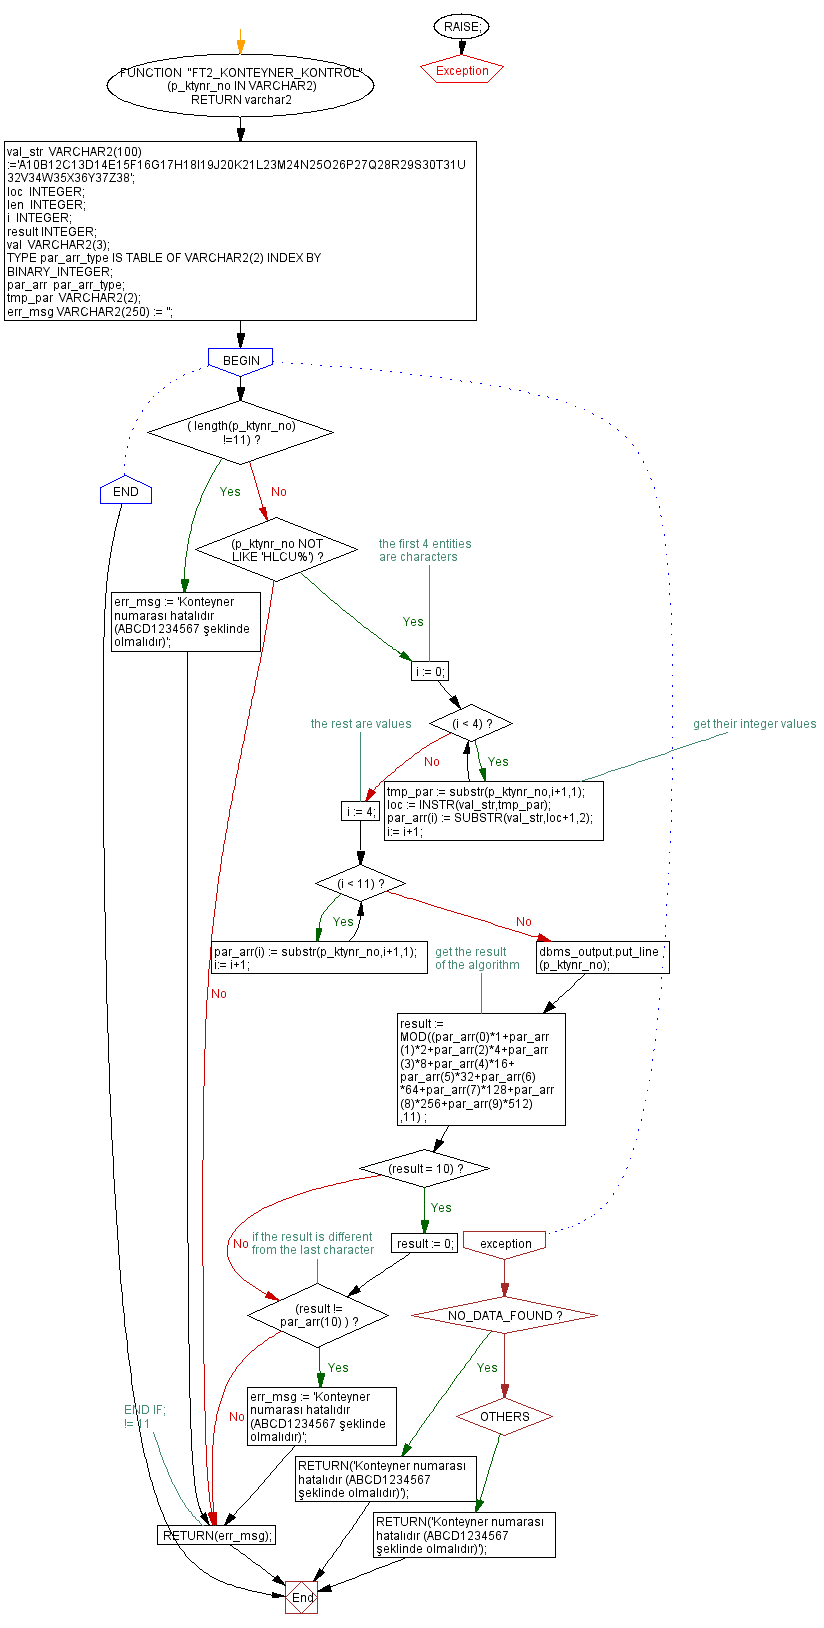 RAISE;
Exception
FUNCTION "FT2_KONTEYNER_KONTROL"
(p_ktynr_no IN VARCHAR2)
RETURN varchar2
val_str VARCHAR2(100)
:='A10B12C13D14E15F16G17H18I19J20K21L23M24N25O26P27Q28R29S30T31U
32V34W35X36Y37Z38';
loc INTEGER;
len INTEGER;
i INTEGER;
result INTEGER;
val VARCHAR2(3);
TYPE par_arr_type IS TABLE OF VARCHAR2(2) INDEX BY
BINARY_INTEGER;
par_arr par_arr_type;
tmp_par VARCHAR2(2);
err_msg VARCHAR2(250) := '';
BEGIN
( length(p_ktynr_no)
!=11) ?
END
Yes
No
(p_ktynr_no NOT
LIKE 'HLCU%') ?
the first 4 entities
are characters
err_msg := 'Konteyner
numarası hatalıdır
(ABCD1234567 şeklinde
olmalıdır)';
Yes
i := 0;
the rest are values
(i < 4) ?
get their integer values
No
Yes
i := 4;
tmp_par := substr(p_ktynr_no,i+1,1);
loc := INSTR(val_str,tmp_par);
par_arr(i) := SUBSTR(val_str,loc+1,2);
i:= i+1;
(i < 11) ?
Yes
No
par_arr(i) := substr(p_ktynr_no,i+1,1);
i:= i+1;
get the result
of the algorithm
dbms_output.put_line
(p_ktynr_no);
No
result :=
MOD((par_arr(0)*1+par_arr
(1)*2+par_arr(2)*4+par_arr
(3)*8+par_arr(4)*16+
par_arr(5)*32+par_arr(6)
*64+par_arr(7)*128+par_arr
(8)*256+par_arr(9)*512)
,11) ;
(result = 10) ?
Yes
No
if the result is different
from the last character
result := 0;
exception
(result !=
par_arr(10) ) ?
NO_DATA_FOUND ?
Yes
Yes
err_msg := 'Konteyner
numarası hatalıdır
(ABCD1234567 şeklinde
olmalıdır)';
OTHERS
END IF;
!= 11
No
RETURN('Konteyner numarası
hatalıdır (ABCD1234567
şeklinde olmalıdır)');
RETURN('Konteyner numarası
hatalıdır (ABCD1234567
şeklinde olmalıdır)');
RETURN(err_msg);
End